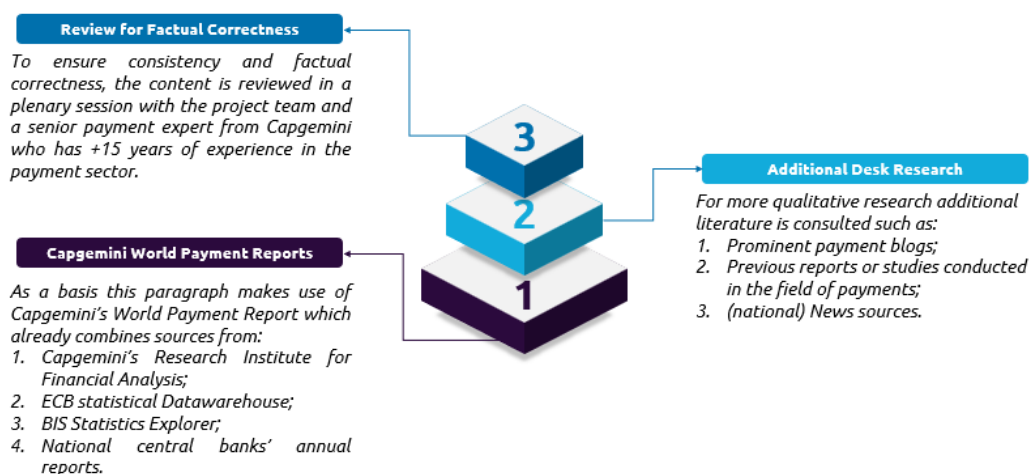 Review for Factual Correctness
To ensure consistency and factual
correctness, the content is reviewed in a
plenary session with the project team and
a senior payment expert from Capgemini
who has +15 years of experience in the
payment sector.
3
2
1
Additional Desk Research
For more qualitative research additional
literature is consulted such as:
1. Prominent payment blogs;
2. Previous reports or studies conducted
in the field of payments;
3. (national) News sources.
Capgemini World Payment Reports
As a basis this paragraph makes use of
Capgemini’s World Payment Report which
already combines sources from:
1. Capgemini’s Research Institute for
Financial Analysis;
2. ECB statistical Datawarehouse;
3. BIS Statistics Explorer;
4. National central banks’ annual
reports.